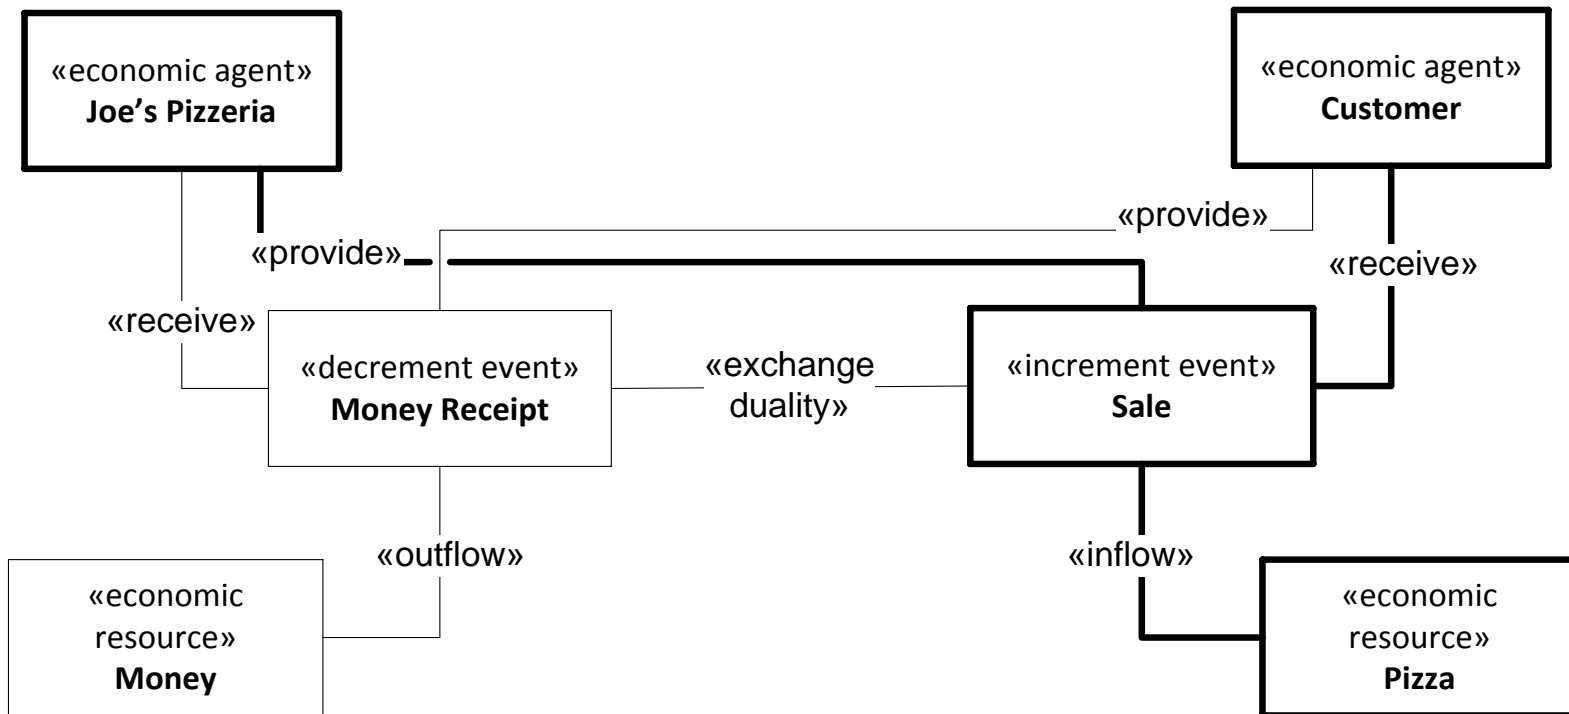 «economic agent»
Joe’s Pizzeria
«economic agent»
Customer
«provide»
«provide»
«receive»
«receive»
«decrement event»
Money Receipt
«exchange
duality»
«increment event»
Sale
«outflow»
«inflow»
«economic
resource»
Money
«economic
resource»
Pizza